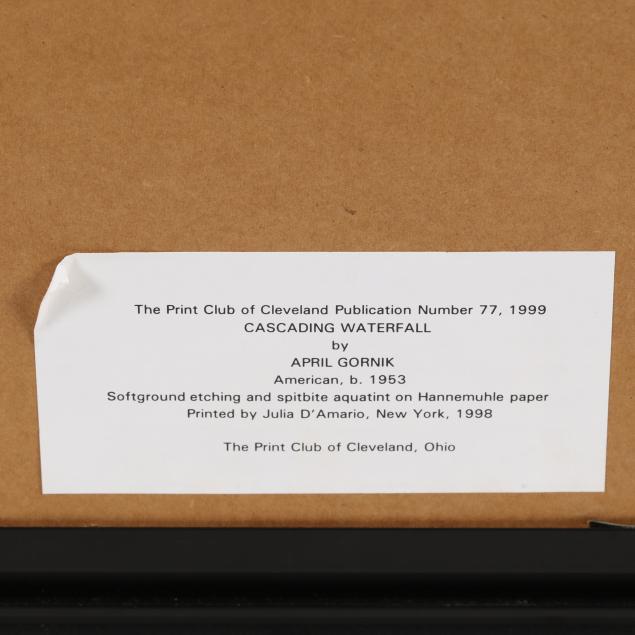 The Print Club of Cleveland Publication Number 77, 1999
CASCADING WATERFALL
by
APRIL GORNIK
American, b. 1953
Softground etching and spitbite aquatint on Hannemuhle paper
Printed by Julia D'Amario, New York, 1998
The Print Club of Cleveland, Ohio